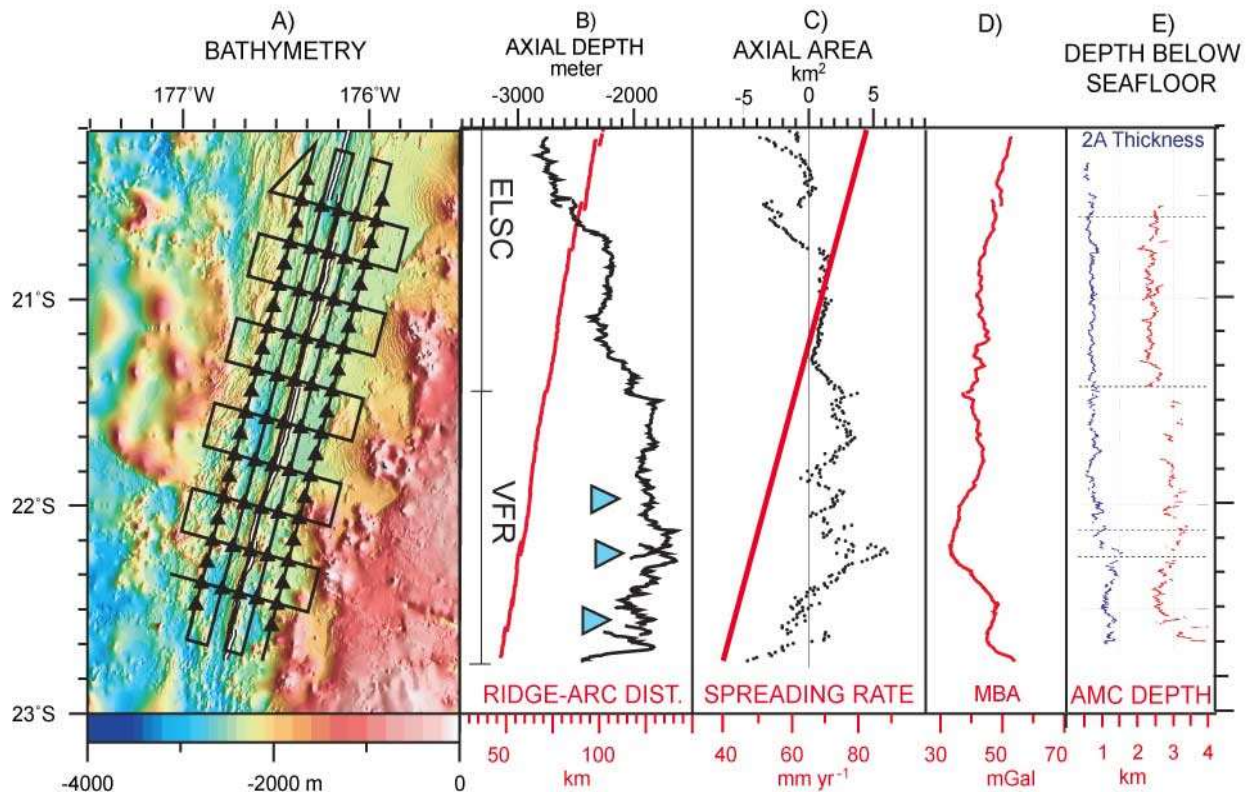 A)
BATHYMETRY
177°W 176°W
B)
AXIAL DEPTH
meter
-3000 -2000
C)
AXIAL AREA
km²
-5 0 5
D)
E)
DEPTH BELOW
SEAFLOOR
21°S
22°S
23°S
ELSC
VFR
2A Thickness
RIDGE-ARC DIST.
SPREADING RATE
MBA
AMC DEPTH
-4000 -2000 m 0
50 100
km
40 60 80
mm yr⁻¹
30 50 70
mGal
0 1 2 3 4
km